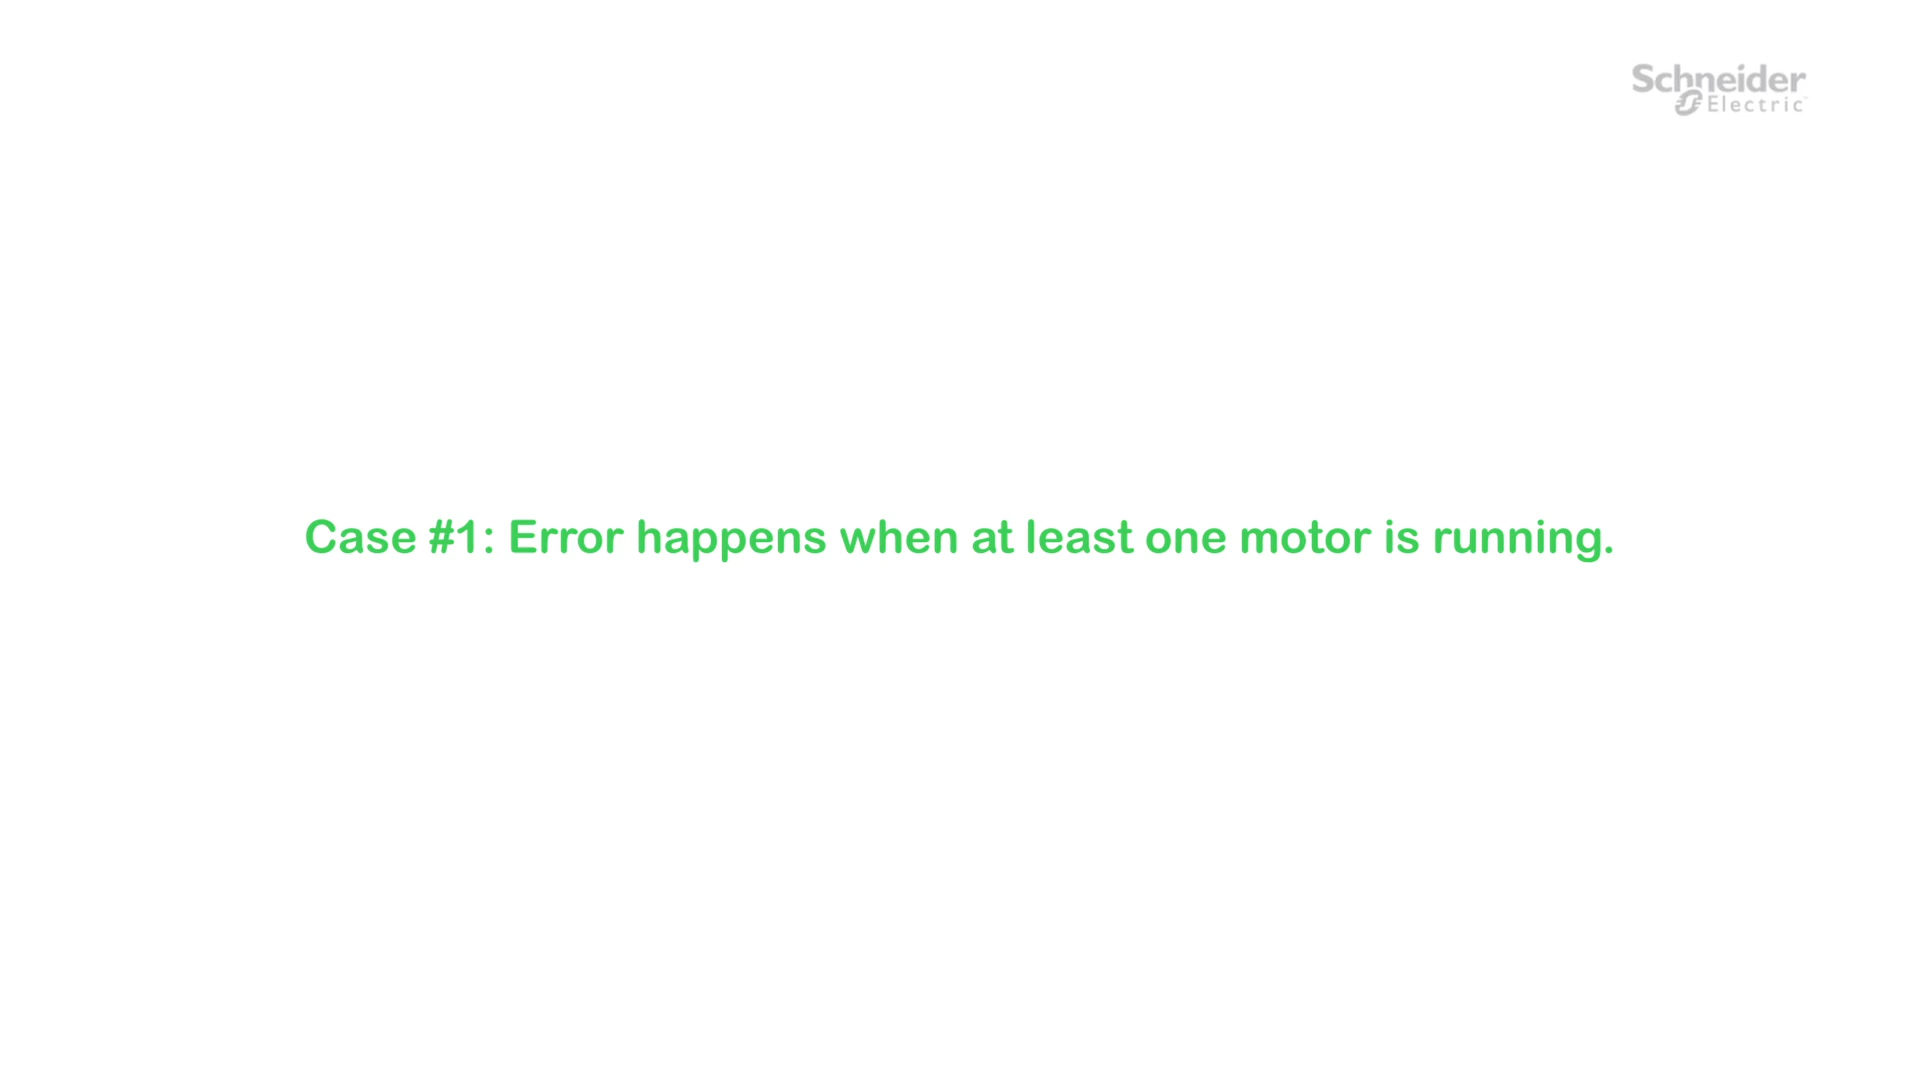 Schneider
Electric
Case #1: Error happens when at least one motor is running.